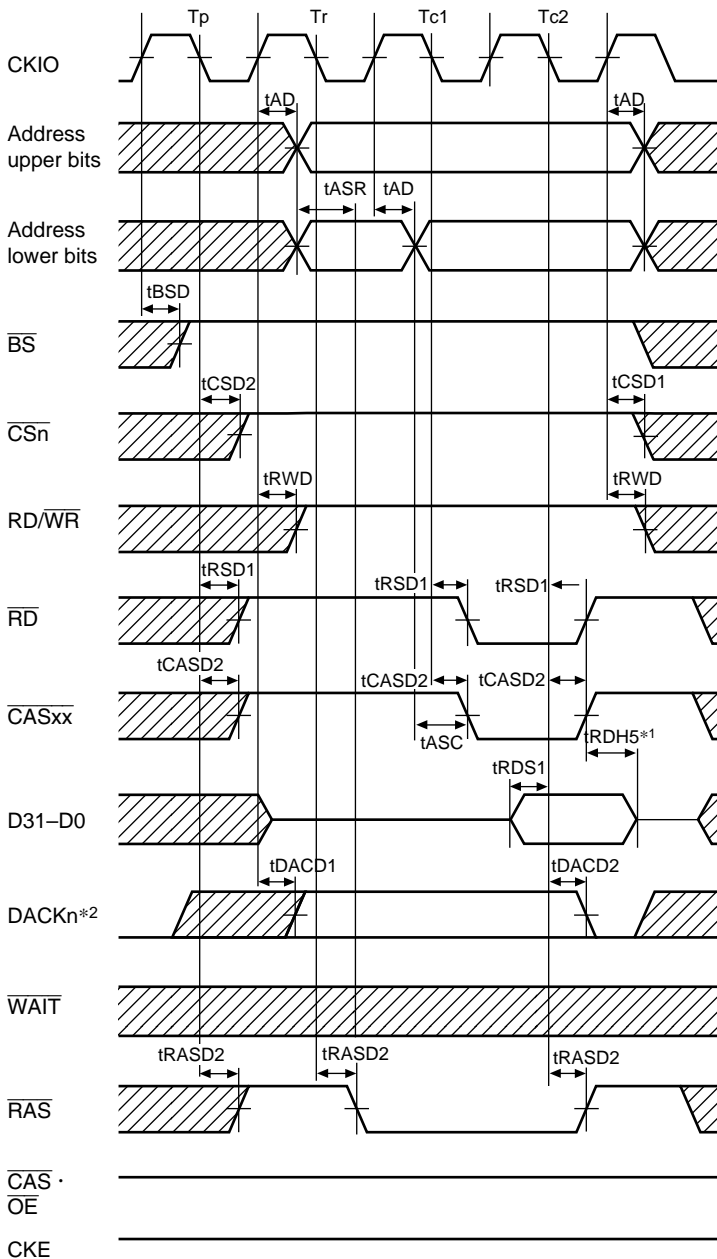 Tp Tr Tc1 Tc2
CKIO
tAD tAD
Address
upper bits
tASR tAD
Address
lower bits
tBSD
BS
tCSD2 tCSD1
CSn
tRWD tRWD
RD/WR
tRSD1 tRSD1 tRSD1
RD
tCASD2 tCASD2 tCASD2
CASxx
tASC tRDH5*1
tRDS1
D31–D0
tDACD1 tDACD2
DACKn*2
WAIT
tRASD2 tRASD2 tRASD2
RAS
CAS ·
OE
CKE